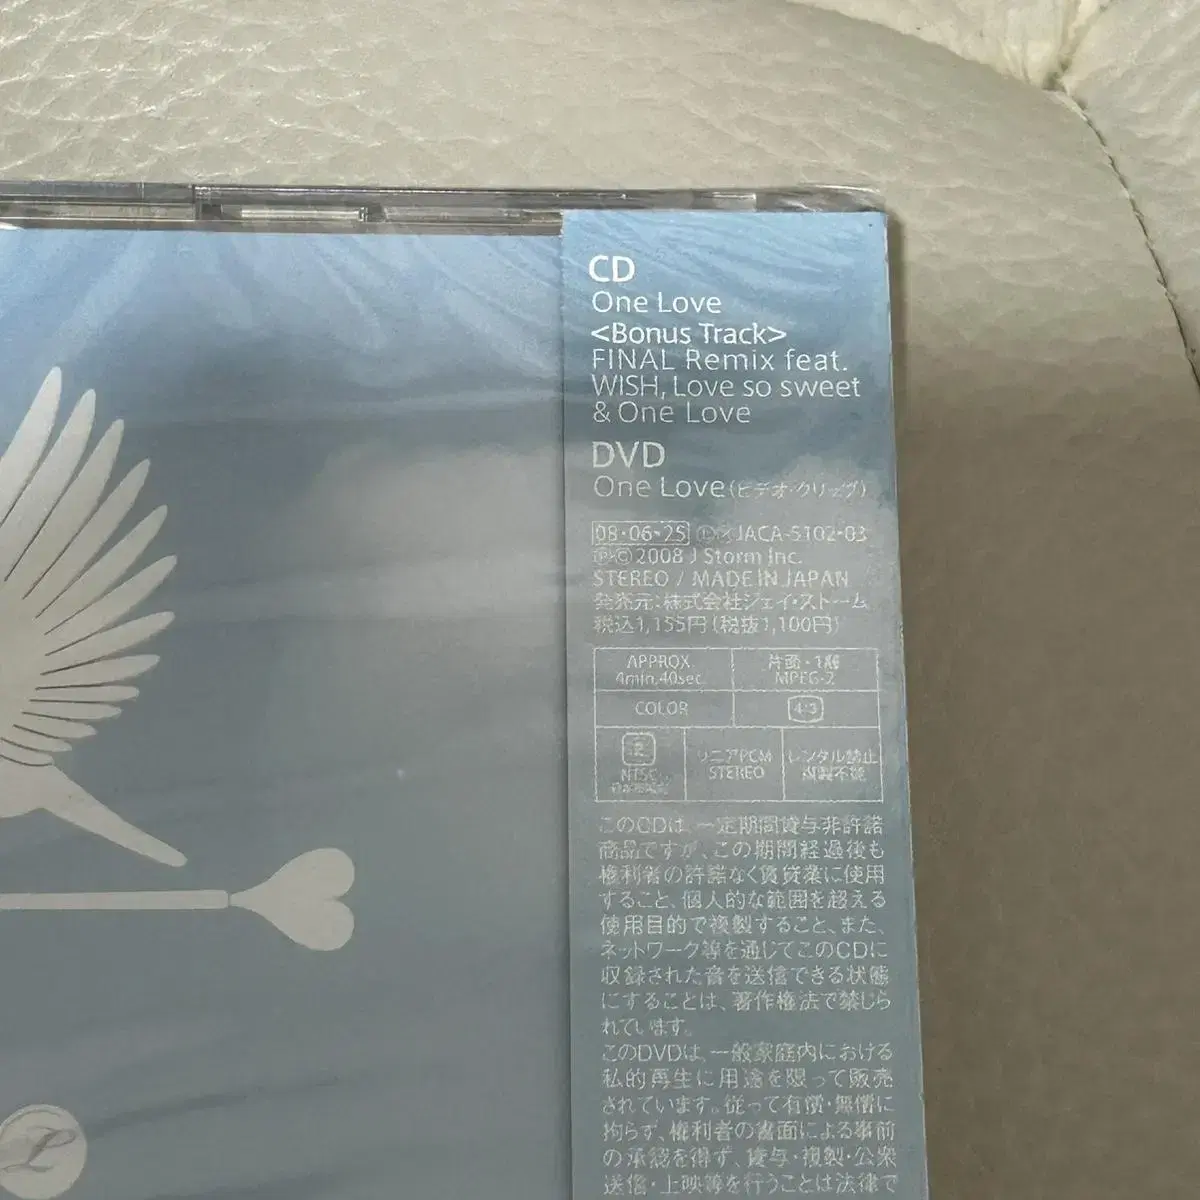 CD
One Love
<Bonus Track>
FINAL Remix feat.
WISH, Love so sweet
& One Love
DVD
One Love(ビデオ・クリップ)
08・06・25 JACA-5102・03
Ⓟ・© 2008 J Storm Inc.
STEREO / MADE IN JAPAN
発売元:株式会社ジェイ・ストーム
税込1,155円(税抜1,100円)
APPROX. 4min.40sec.
片面・1層 MPEG-2
COLOR
4:3
2 NTSC
リニアPCM STEREO
レンタル禁止 複製不能
このCDは、一定期間貸与非許諾
商品ですが、この期間経過後も
権利者の許諾なく賃貸業に使用
すること、個人的な範囲を超える
使用目的で複製すること、また、
ネットワーク等を通じてこのCDに
収録された音を送信できる状態
にすることは、著作権法で禁じら
れています。
このDVDは、一般家庭内における
私的再生に用途を限って販売
されています。従って有償・無償に
拘らず、権利者の書面による事前
の承諾を得ず、貸与・複製・公衆
送信・上映等を行うことは法律で